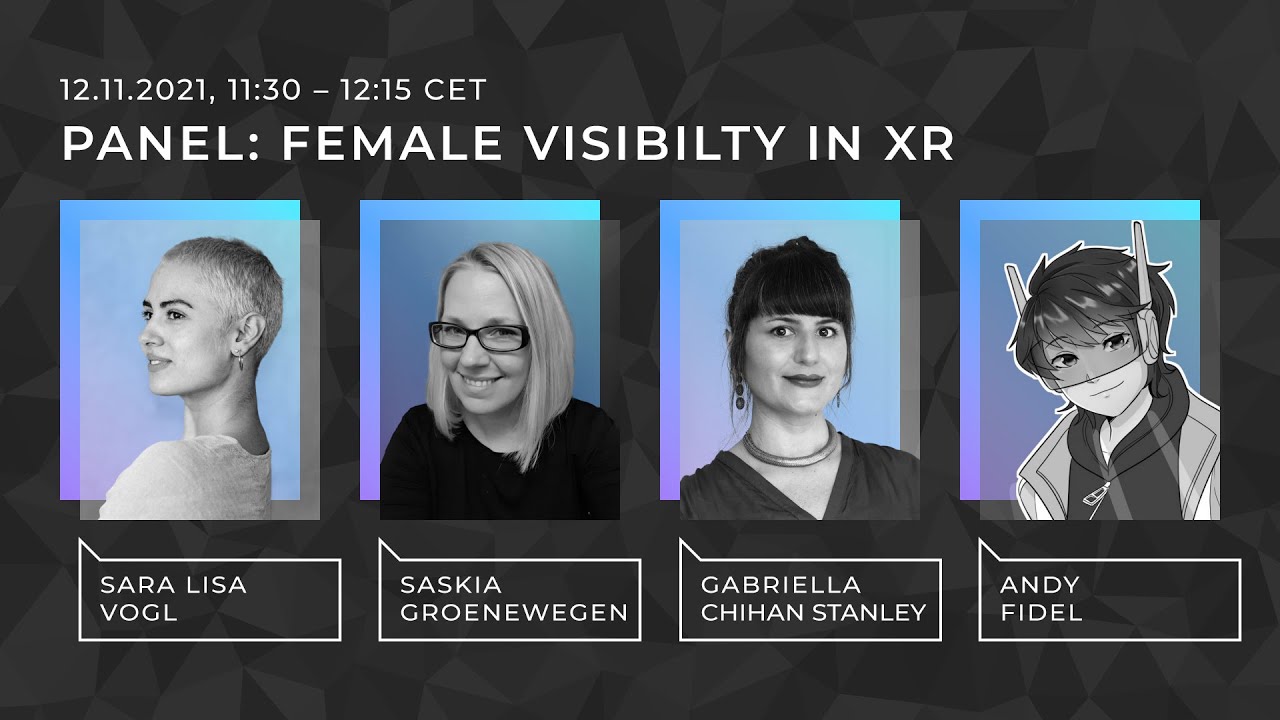 12.11.2021, 11:30 – 12:15 CET
PANEL: FEMALE VISIBILTY IN XR
SARA LISA
VOGL
SASKIA
GROENEWEGEN
GABRIELLA
CHIHAN STANLEY
ANDY
FIDEL